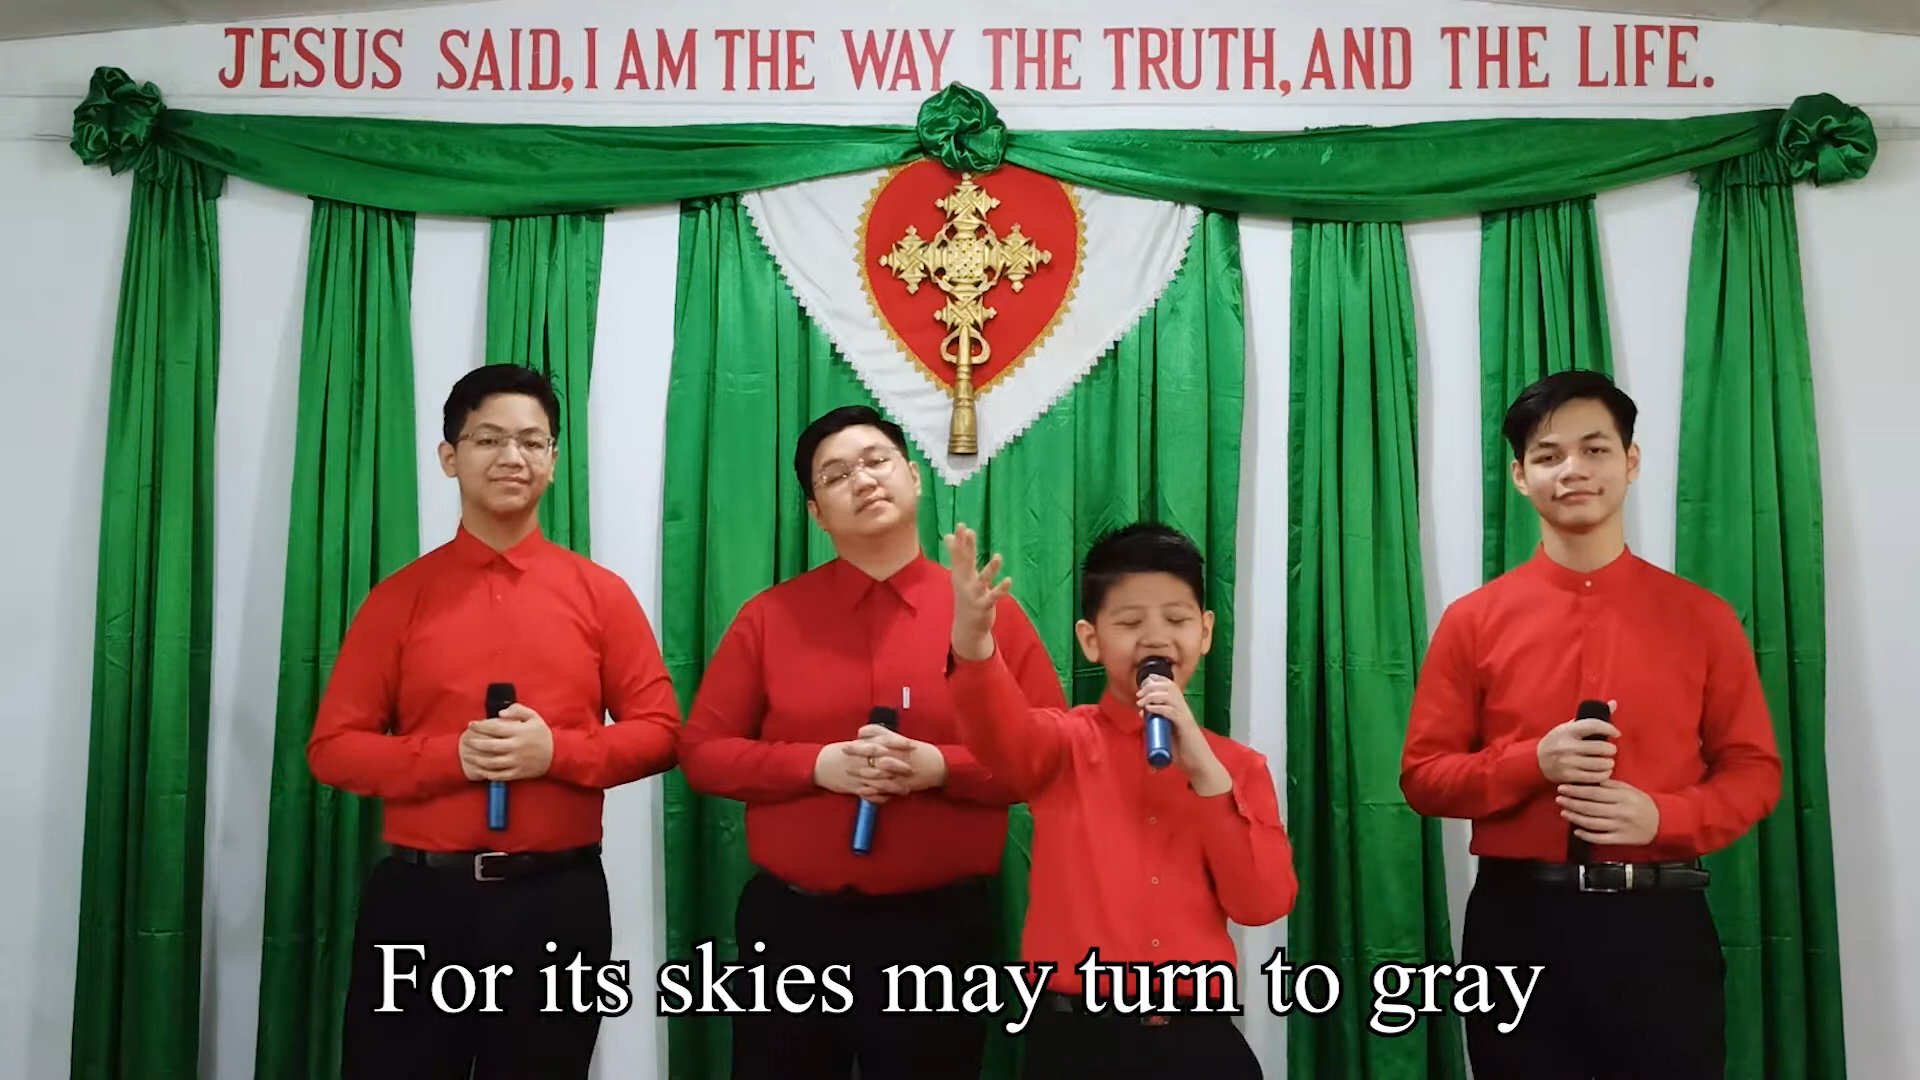 JESUS SAID, I AM THE WAY THE TRUTH, AND THE LIFE.
For its skies may turn to gray